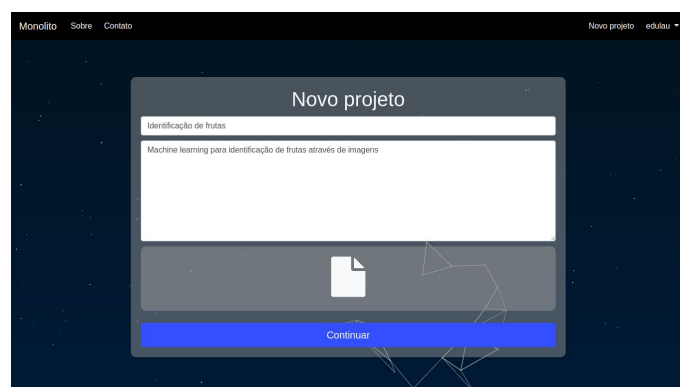 Monolito Sobre Contato Novo projeto edulau
Novo projeto
Identificação de frutas
Machine learning para identificação de frutas através de imagens
Continuar